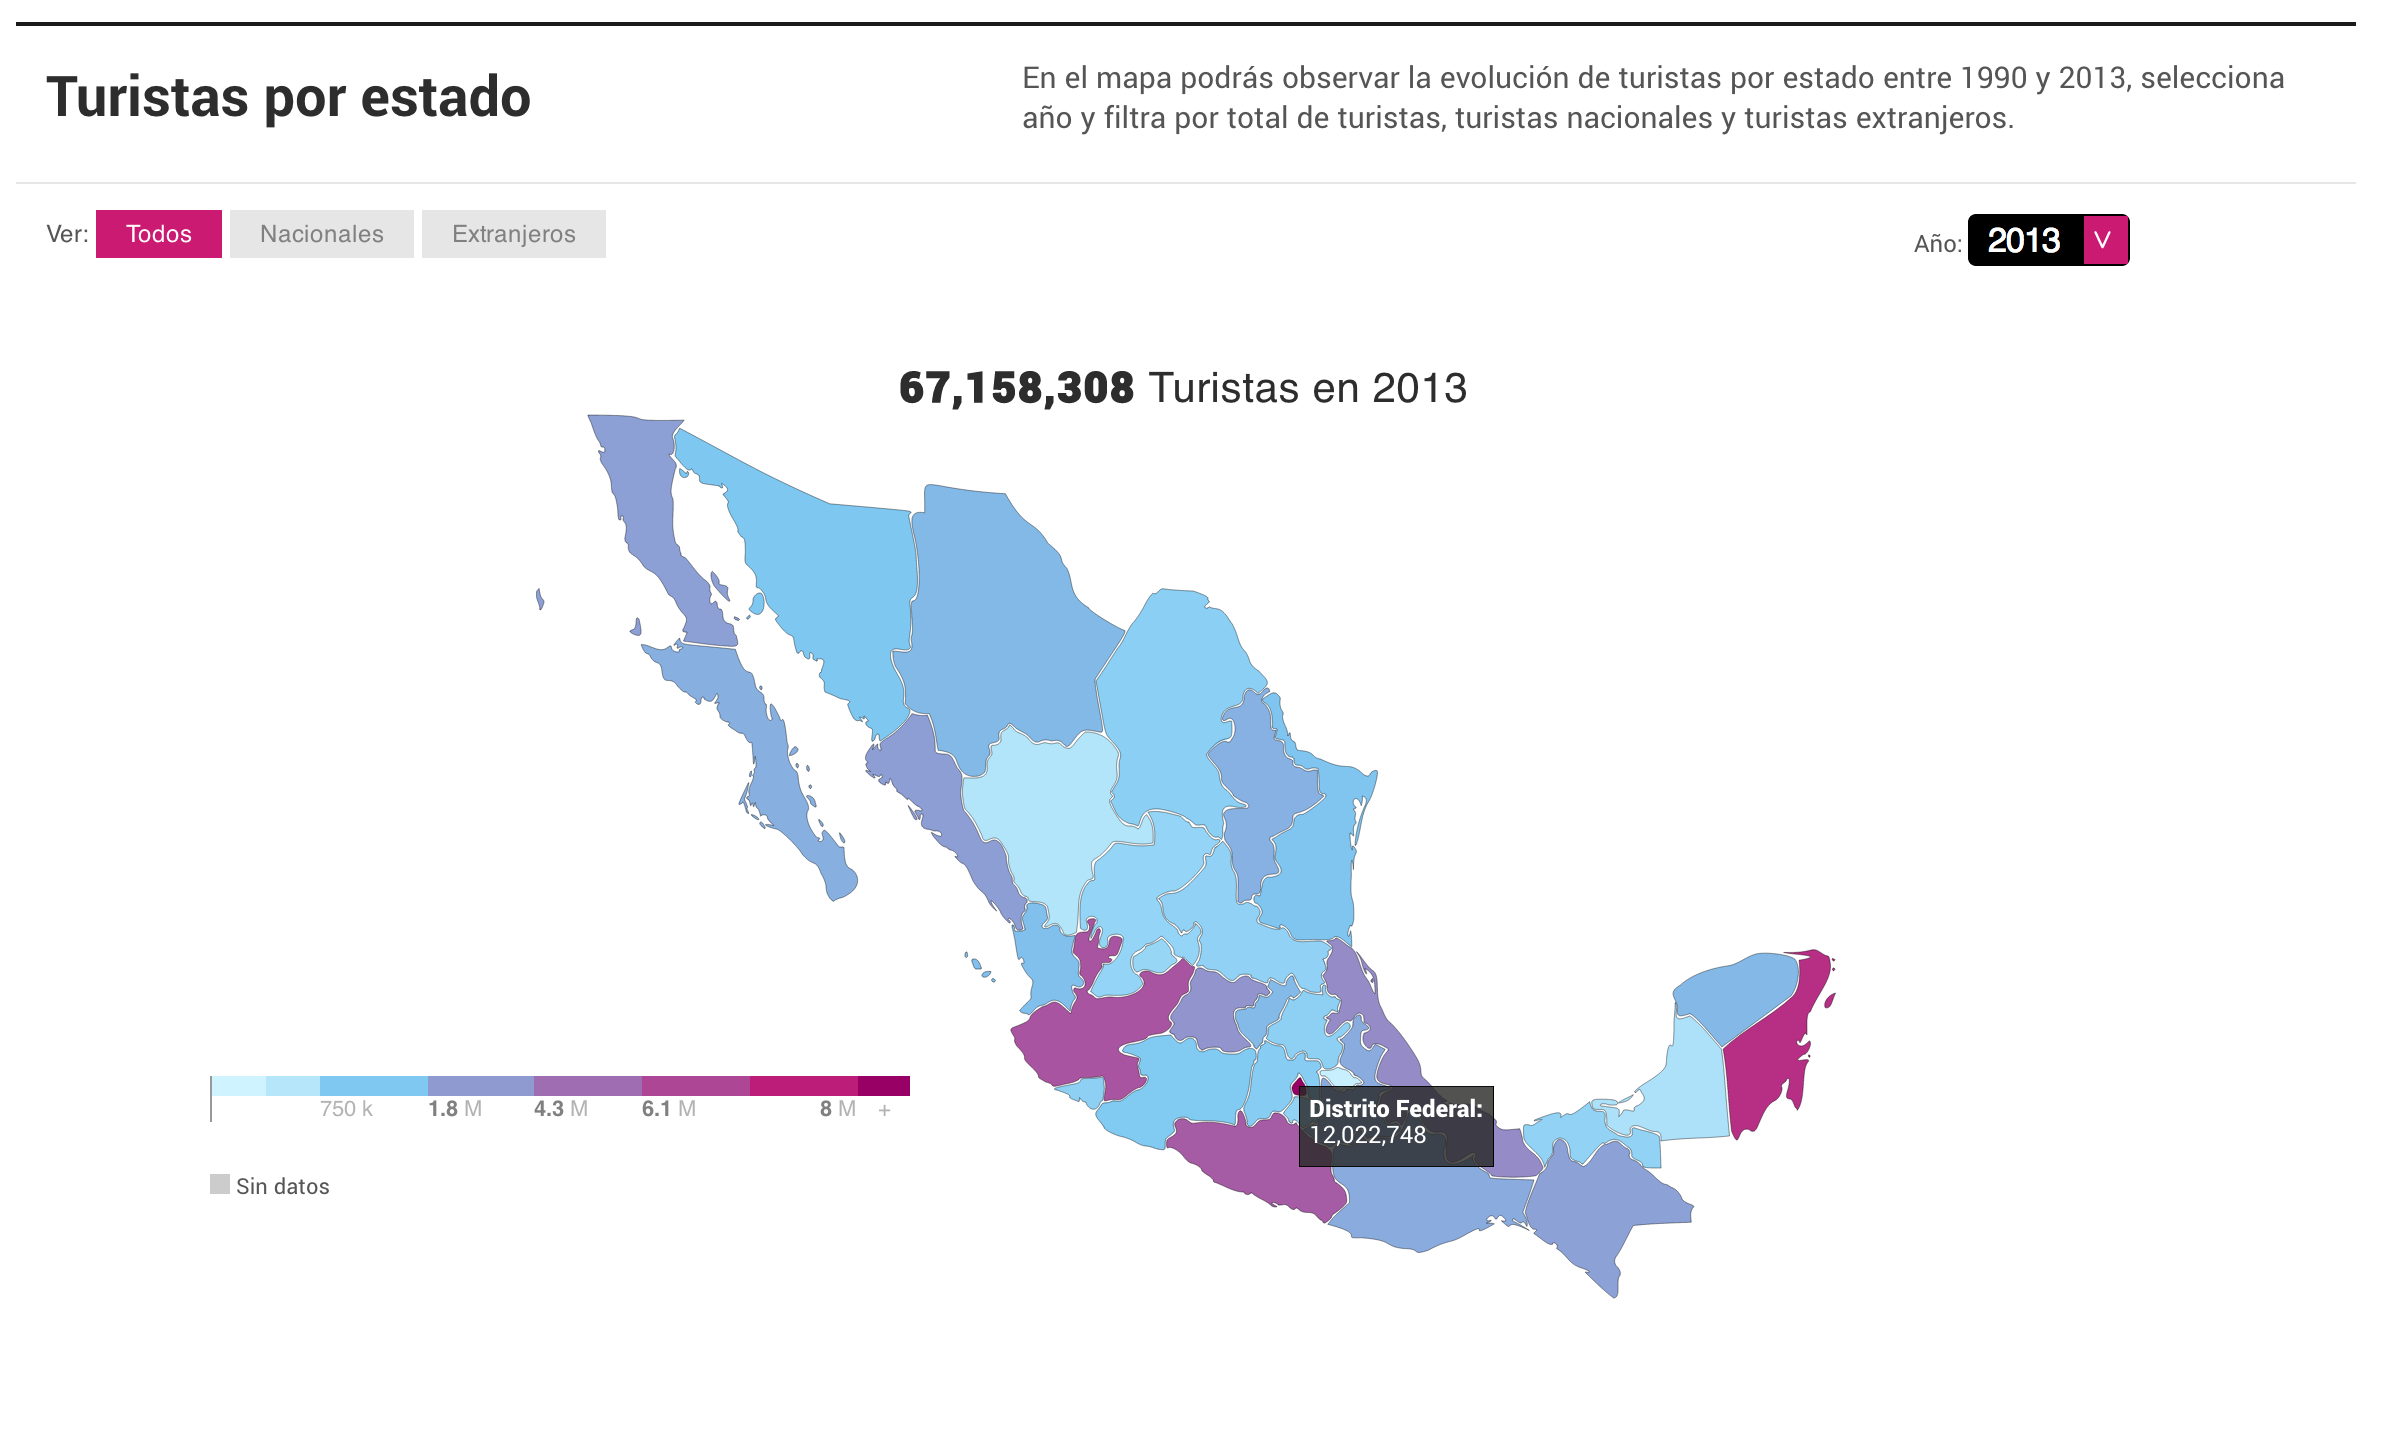 Turistas por estado
En el mapa podrás observar la evolución de turistas por estado entre 1990 y 2013, selecciona
año y filtra por total de turistas, turistas nacionales y turistas extranjeros.
Ver: Todos Nacionales Extranjeros
Año: 2013 V
67,158,308 Turistas en 2013
750 k 1.8 M 4.3 M 6.1 M 8 M +
Distrito Federal:
12,022,748
Sin datos